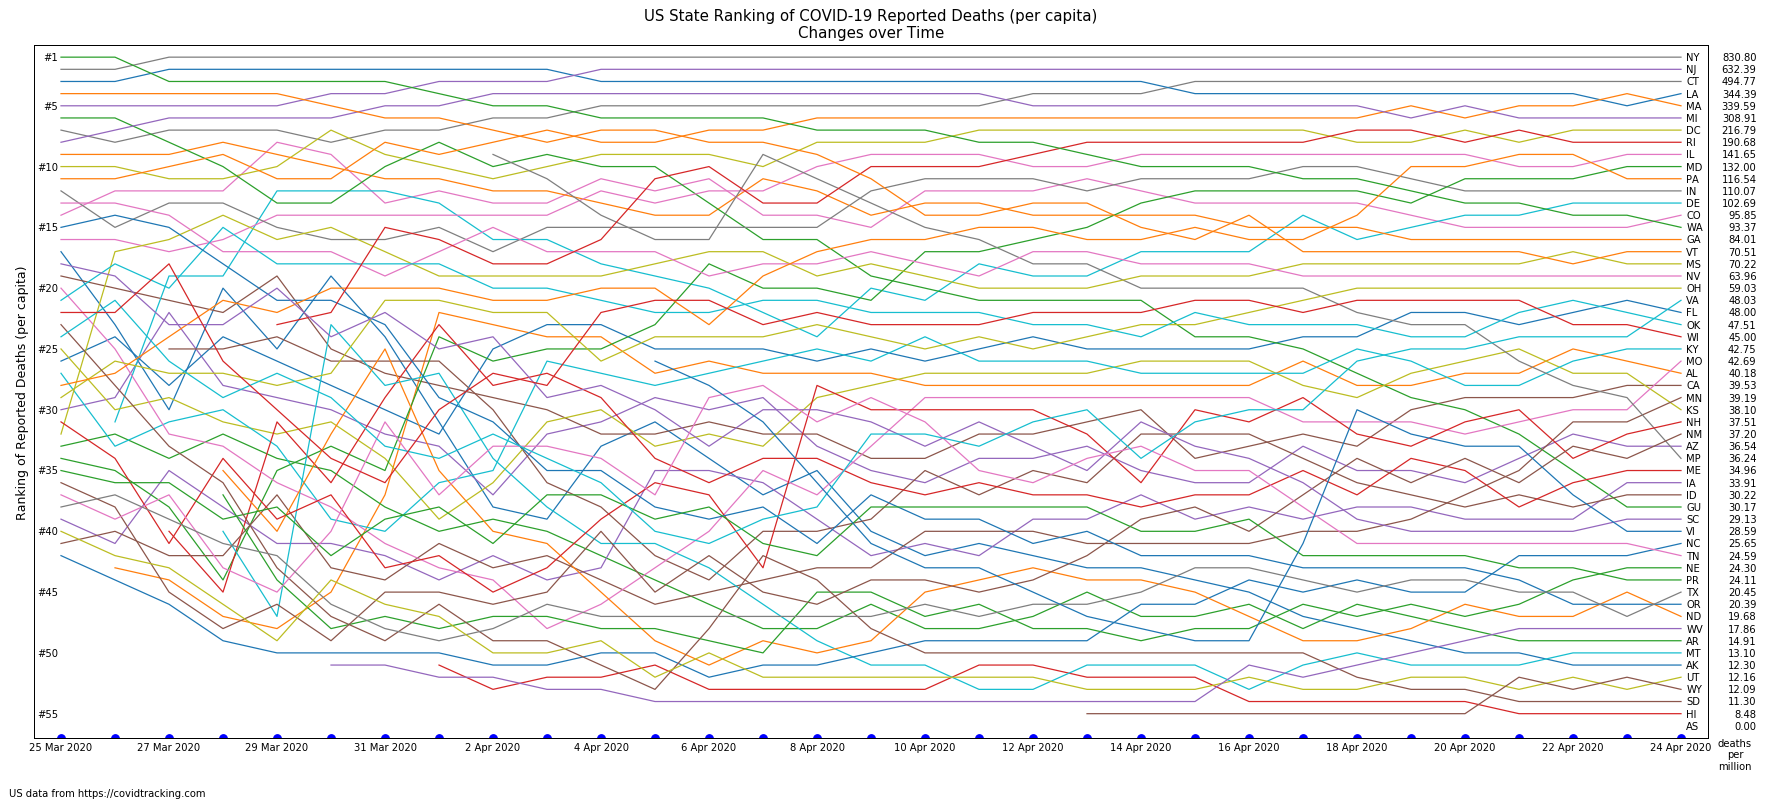 US State Ranking of COVID-19 Reported Deaths (per capita)
Changes over Time
Ranking of Reported Deaths (per capita)
#1
#5
#10
#15
#20
#25
#30
#35
#40
#45
#50
#55
NY 830.80
NJ 632.39
CT 494.77
LA 344.39
MA 339.59
MI 308.91
DC 216.79
RI 190.68
IL 141.65
MD 132.00
PA 116.54
IN 110.07
DE 102.69
CO 95.85
WA 93.37
GA 84.01
VT 70.51
MS 70.22
NV 63.96
OH 59.03
VA 48.03
FL 48.00
OK 47.51
WI 45.00
KY 42.75
MO 42.69
AL 40.18
CA 39.53
MN 39.19
KS 38.10
NH 37.51
NM 37.20
AZ 36.54
MP 36.24
ME 34.96
IA 33.91
ID 30.22
GU 30.17
SC 29.13
VI 28.59
NC 25.65
TN 24.59
NE 24.30
PR 24.11
TX 20.45
OR 20.39
ND 19.68
WV 17.86
AR 14.91
MT 13.10
AK 12.30
UT 12.16
WY 12.09
SD 11.30
HI 8.48
AS 0.00
25 Mar 2020 27 Mar 2020 29 Mar 2020 31 Mar 2020 2 Apr 2020 4 Apr 2020 6 Apr 2020 8 Apr 2020 10 Apr 2020 12 Apr 2020 14 Apr 2020 16 Apr 2020 18 Apr 2020 20 Apr 2020 22 Apr 2020 24 Apr 2020
deaths
per
million
US data from https://covidtracking.com